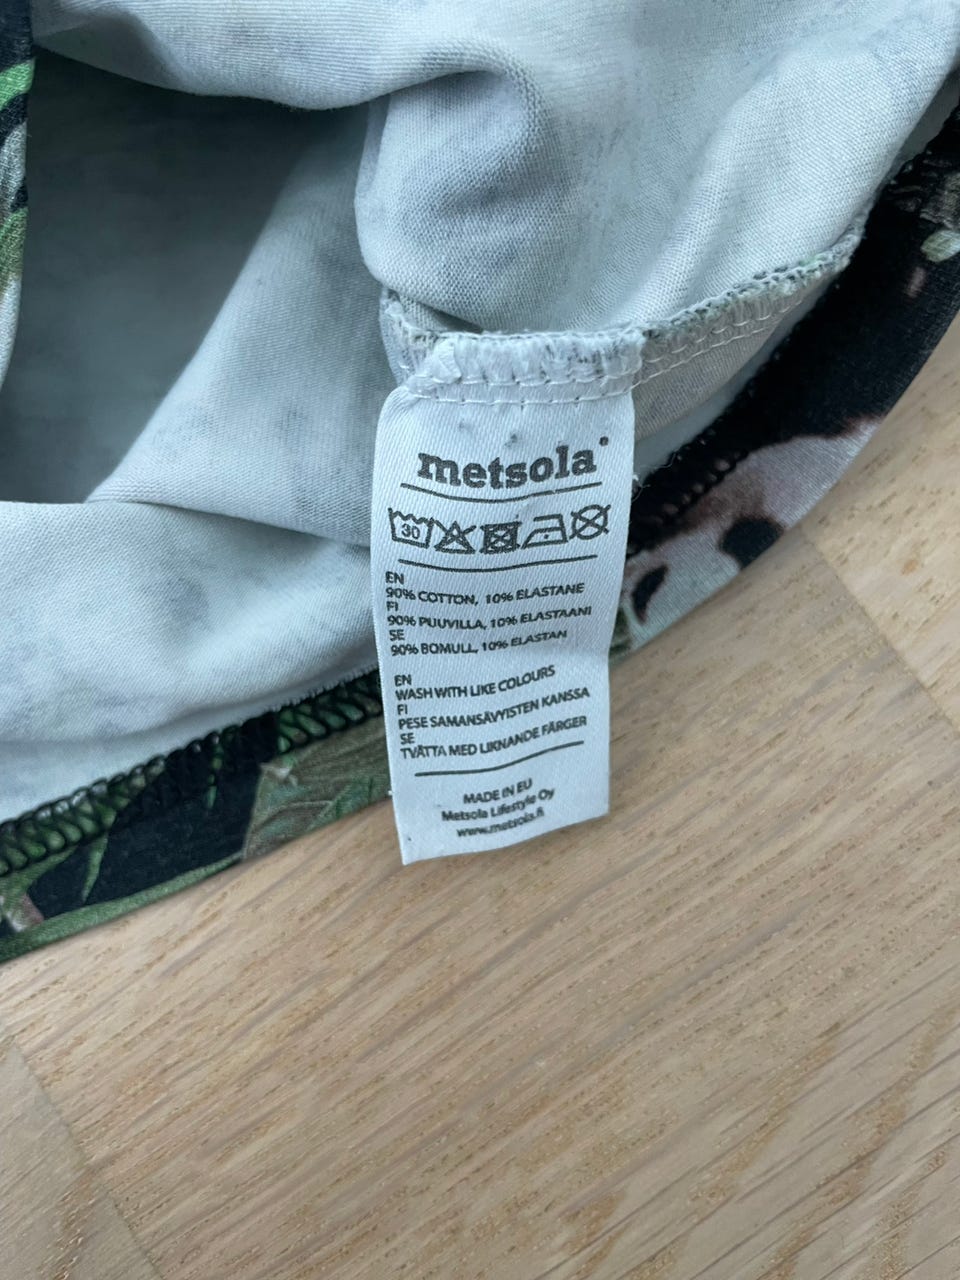 metsola
30
EN
90% COTTON, 10% ELASTANE
FI
90% PUUVILLA, 10% ELASTAANI
SE
90% BOMULL, 10% ELASTAN
EN
WASH WITH LIKE COLOURS
FI
PESE SAMANSÄVYISTEN KANSSA
SE
TVÄTTA MED LIKNANDE FÄRGER
MADE IN EU
Metsola Lifestyle Oy
www.metsola.fi